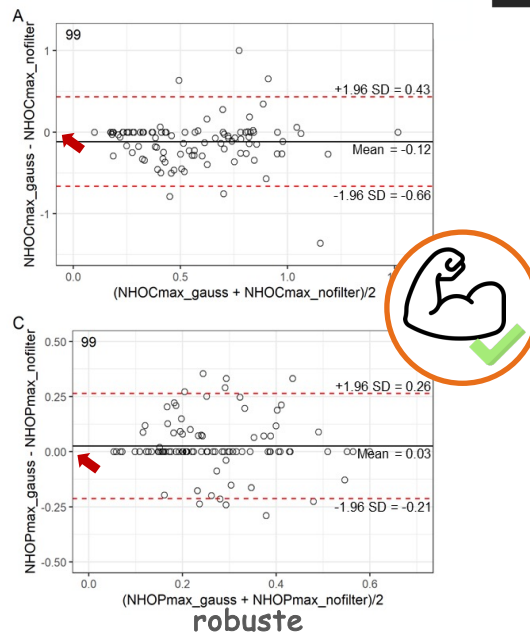 A
99
NHOCmax_gauss - NHOCmax_nofilter
1
0
-1
+1.96 SD = 0.43
Mean = -0.12
-1.96 SD = -0.66
0.0
0.5
1.0
(NHOCmax_gauss + NHOCmax_nofilter)/2
C
99
NHOPmax_gauss - NHOPmax_nofilter
0.50
0.25
0.00
-0.25
-0.50
+1.96 SD = 0.26
Mean = 0.03
-1.96 SD = -0.21
0.0
0.2
0.4
0.6
(NHOPmax_gauss + NHOPmax_nofilter)/2
robuste